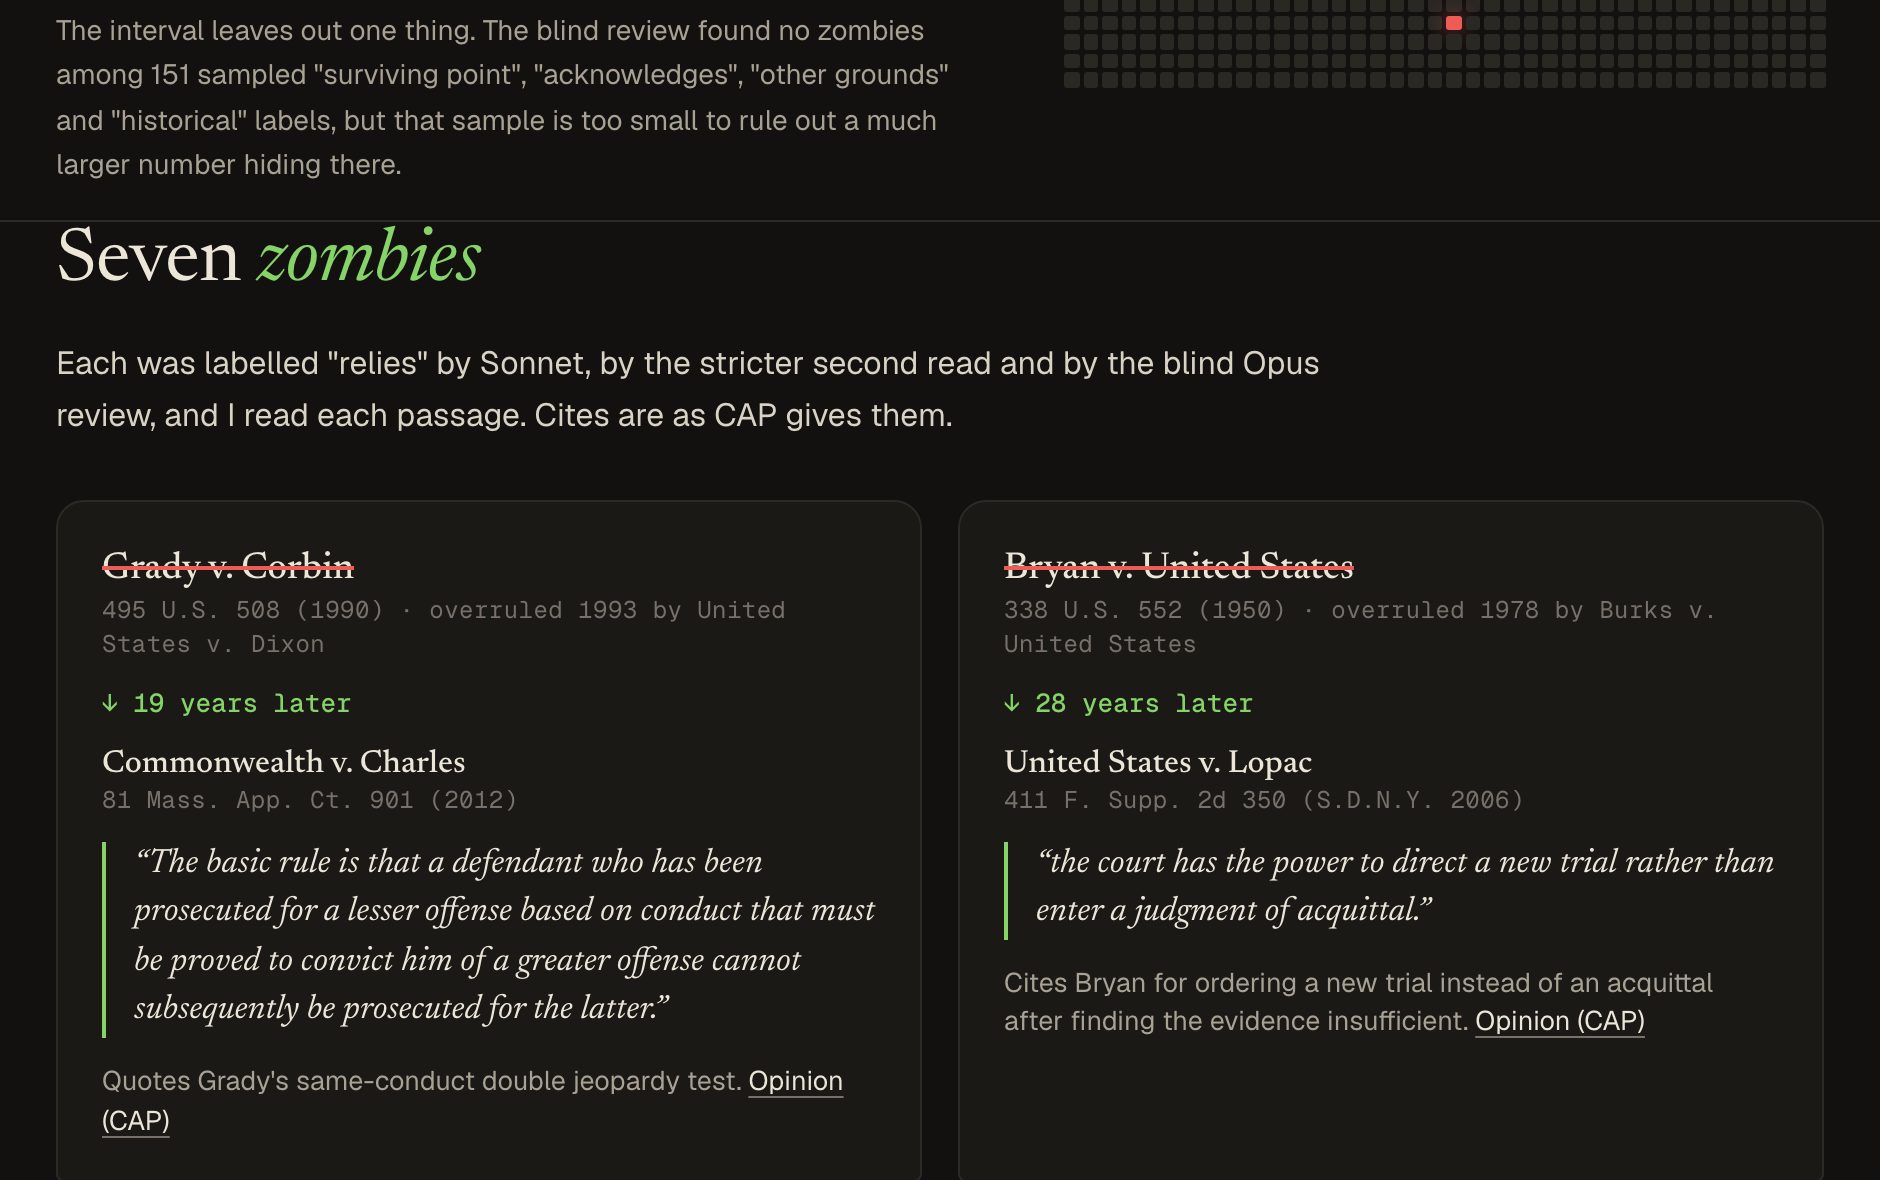 The interval leaves out one thing. The blind review found no zombies
among 151 sampled "surviving point", "acknowledges", "other grounds"
and "historical" labels, but that sample is too small to rule out a much
larger number hiding there.
Seven zombies
Each was labelled "relies" by Sonnet, by the stricter second read and by the blind Opus
review, and I read each passage. Cites are as CAP gives them.
Grady v. Corbin
495 U.S. 508 (1990) · overruled 1993 by United
States v. Dixon
↓ 19 years later
Commonwealth v. Charles
81 Mass. App. Ct. 901 (2012)
“The basic rule is that a defendant who has been
prosecuted for a lesser offense based on conduct that must
be proved to convict him of a greater offense cannot
subsequently be prosecuted for the latter.”
Quotes Grady's same-conduct double jeopardy test. Opinion
(CAP)
Bryan v. United States
338 U.S. 552 (1950) · overruled 1978 by Burks v.
United States
↓ 28 years later
United States v. Lopac
411 F. Supp. 2d 350 (S.D.N.Y. 2006)
“the court has the power to direct a new trial rather than
enter a judgment of acquittal.”
Cites Bryan for ordering a new trial instead of an acquittal
after finding the evidence insufficient. Opinion (CAP)